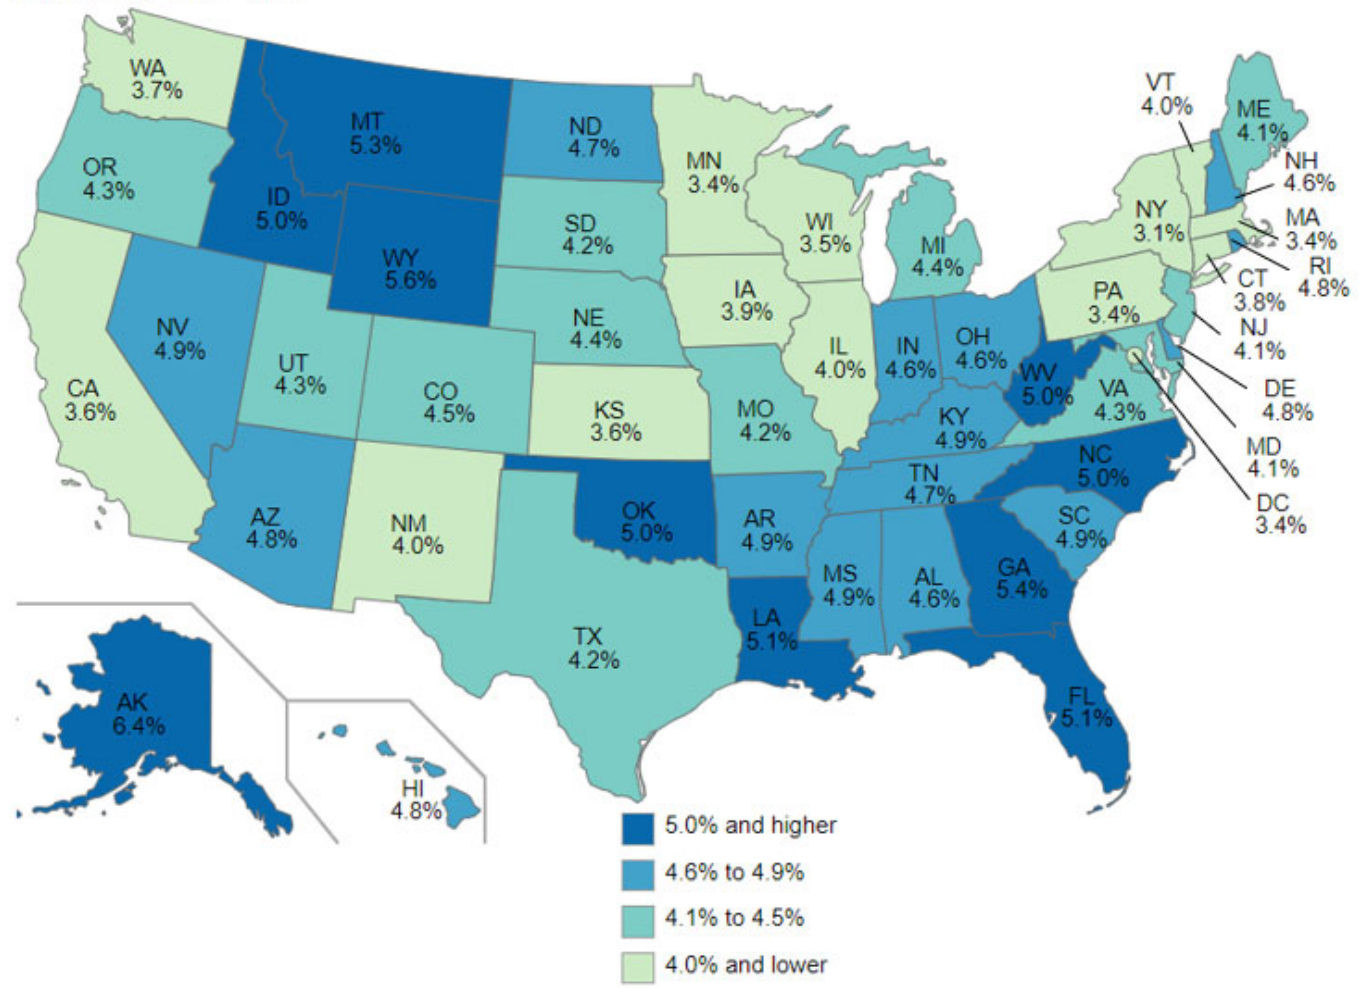 WA
3.7%
MT
5.3%
ND
4.7%
MN
3.4%
VT
4.0%
ME
4.1%
OR
4.3%
ID
5.0%
WY
5.6%
SD
4.2%
WI
3.5%
MI
4.4%
NY
3.1%
NH
4.6%
MA
3.4%
RI
4.8%
CT
3.8%
NJ
4.1%
DE
4.8%
MD
4.1%
DC
3.4%
NV
4.9%
UT
4.3%
CO
4.5%
NE
4.4%
IA
3.9%
IL
4.0%
IN
4.6%
OH
4.6%
PA
3.4%
WV
5.0%
VA
4.3%
CA
3.6%
KS
3.6%
MO
4.2%
KY
4.9%
NC
5.0%
TN
4.7%
SC
4.9%
AZ
4.8%
NM
4.0%
OK
5.0%
AR
4.9%
MS
4.9%
AL
4.6%
GA
5.4%
TX
4.2%
LA
5.1%
FL
5.1%
AK
6.4%
HI
4.8%
5.0% and higher
4.6% to 4.9%
4.1% to 4.5%
4.0% and lower